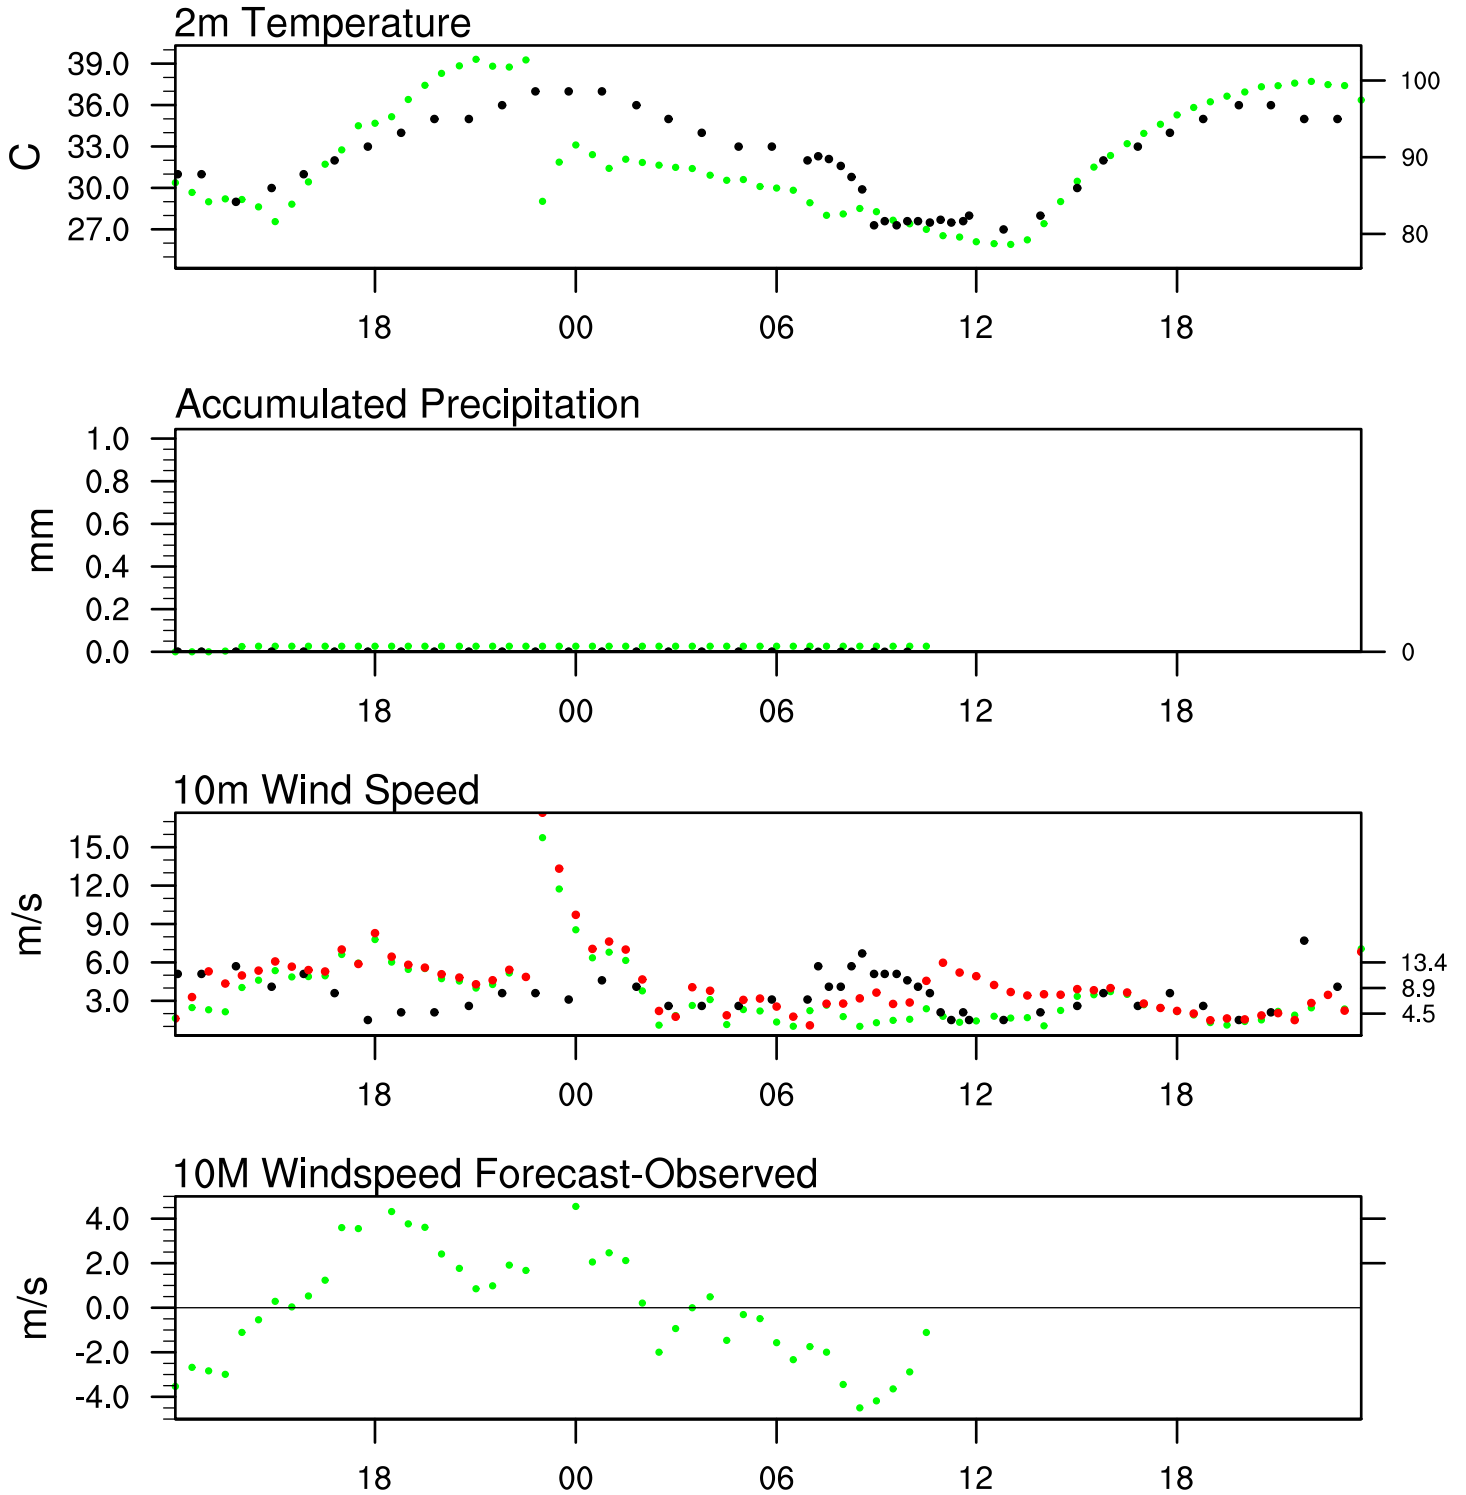 2m Temperature
39.0
36.0
33.0
30.0
27.0
C
100
90
80
18 00 06 12 18
Accumulated Precipitation
1.0
0.8
0.6
0.4
0.2
0.0
mm
0
18 00 06 12 18
10m Wind Speed
15.0
12.0
9.0
6.0
3.0
m/s
13.4
8.9
4.5
18 00 06 12 18
10M Windspeed Forecast-Observed
4.0
2.0
0.0
-2.0
-4.0
m/s
18 00 06 12 18